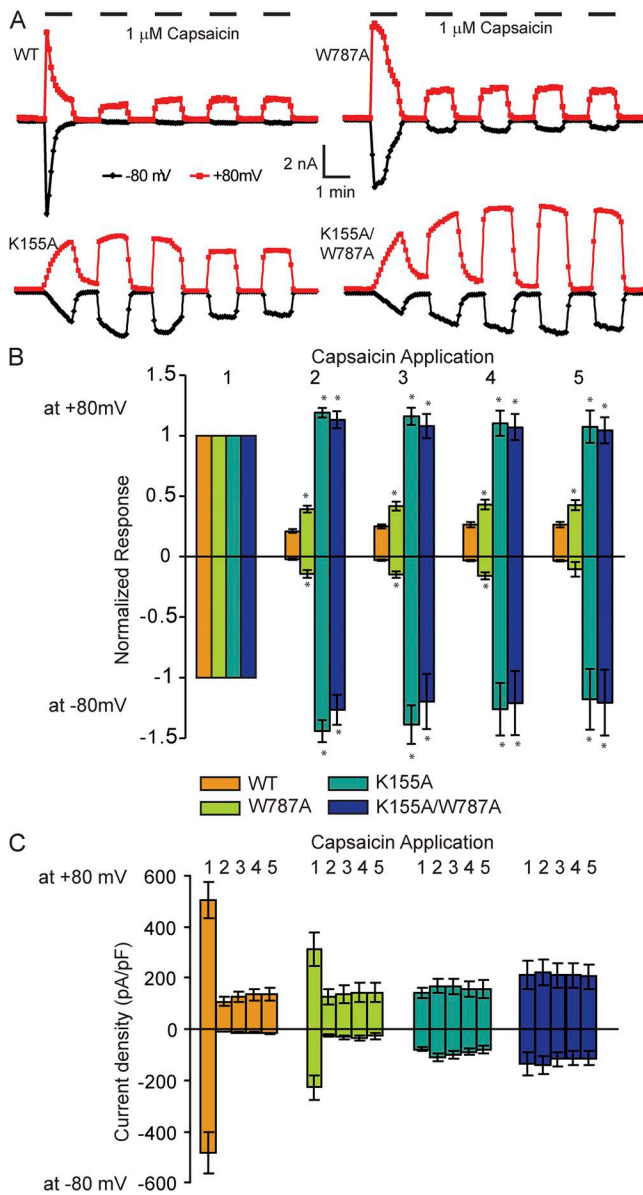 A
1 μM Capsaicin
1 μM Capsaicin
WT
W787A
2 nA
1 min
-80 mV
+80mV
K155A
K155A/
W787A
B
Capsaicin Application
1 2 3 4 5
at +80mV
1.5
1
0.5
0
-0.5
-1
-1.5
Normalized Response
at -80mV
* * * * * * * * * * * *
* * * * * * * * * * *
WT
K155A
W787A
K155A/W787A
C
Capsaicin Application
at +80 mV
1 2 3 4 5 1 2 3 4 5 1 2 3 4 5 1 2 3 4 5
600
400
200
0
-200
-400
-600
Current density (pA/pF)
at -80 mV